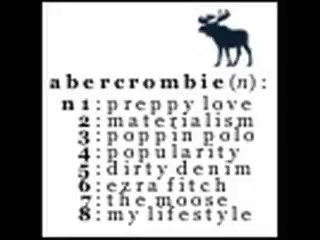 abercrombie (n) :
n 1 : preppy love
2 : materialism
3 : poppin polo
4 : popularity
5 : dirty denim
6 : ezra fitch
7 : the moose
8 : my lifestyle